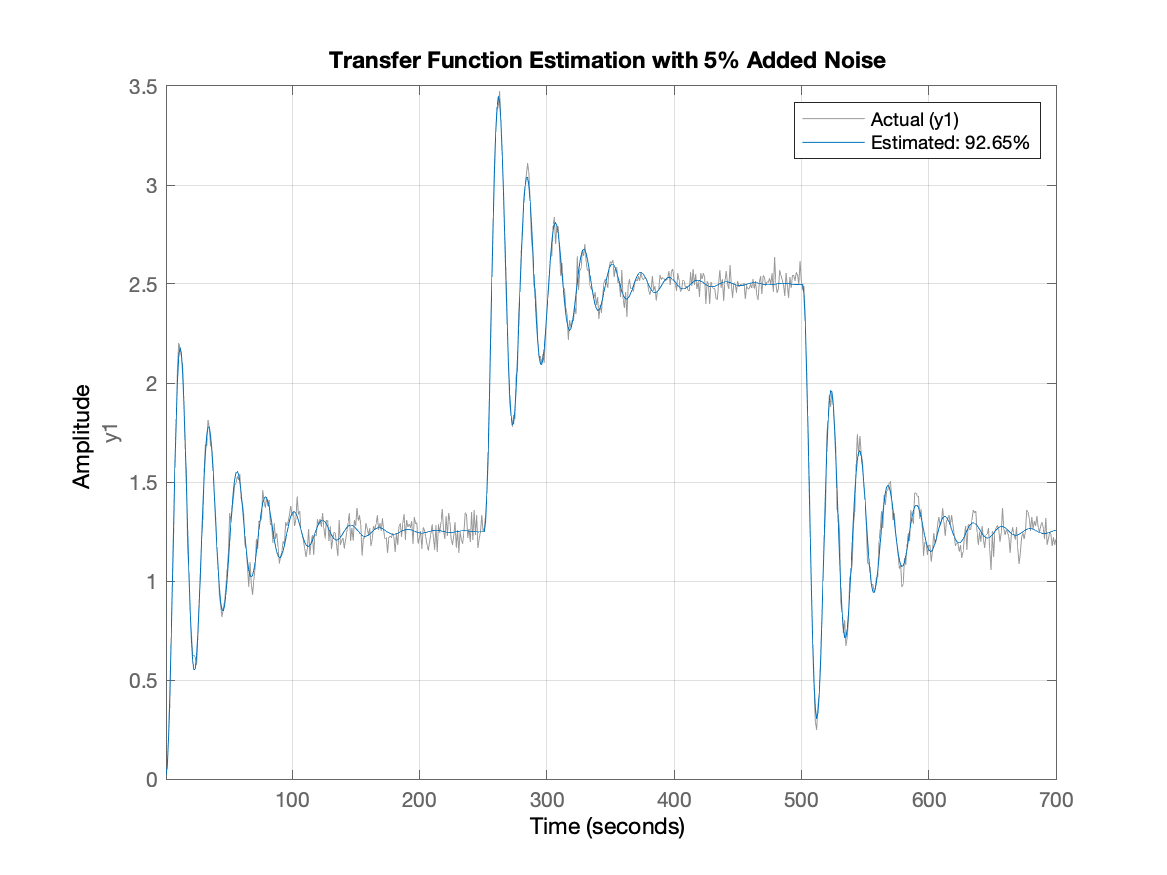 Transfer Function Estimation with 5% Added Noise
Actual (y1)
Estimated: 92.65%
Amplitude
y1
3.5
3
2.5
2
1.5
1
0.5
0
100
200
300
400
500
600
700
Time (seconds)